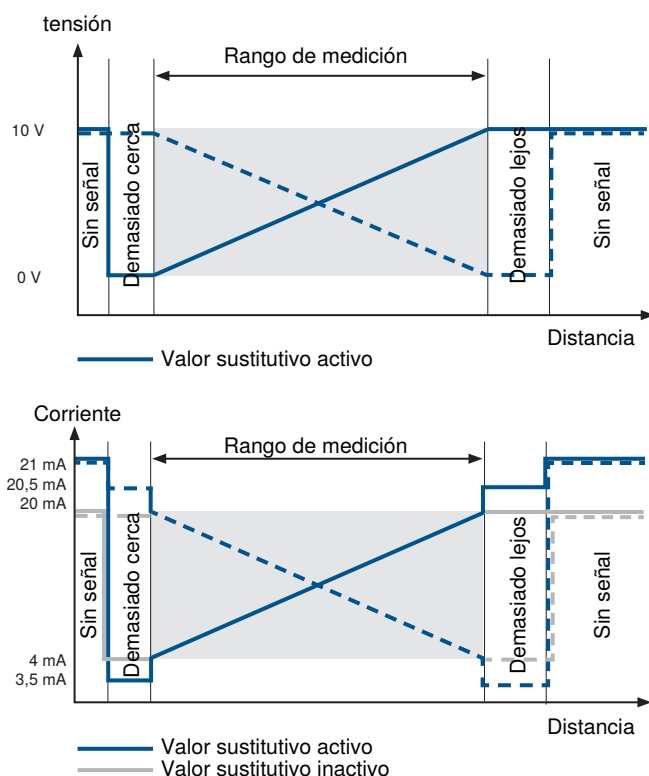 tensión
Rango de medición
10 V
Sin señal
Demasiado cerca
Demasiado lejos
Sin señal
0 V
Distancia
Valor sustitutivo activo
Corriente
Rango de medición
21 mA
20,5 mA
20 mA
Sin señal
Demasiado cerca
Demasiado lejos
Sin señal
4 mA
3,5 mA
Distancia
Valor sustitutivo activo
Valor sustitutivo inactivo